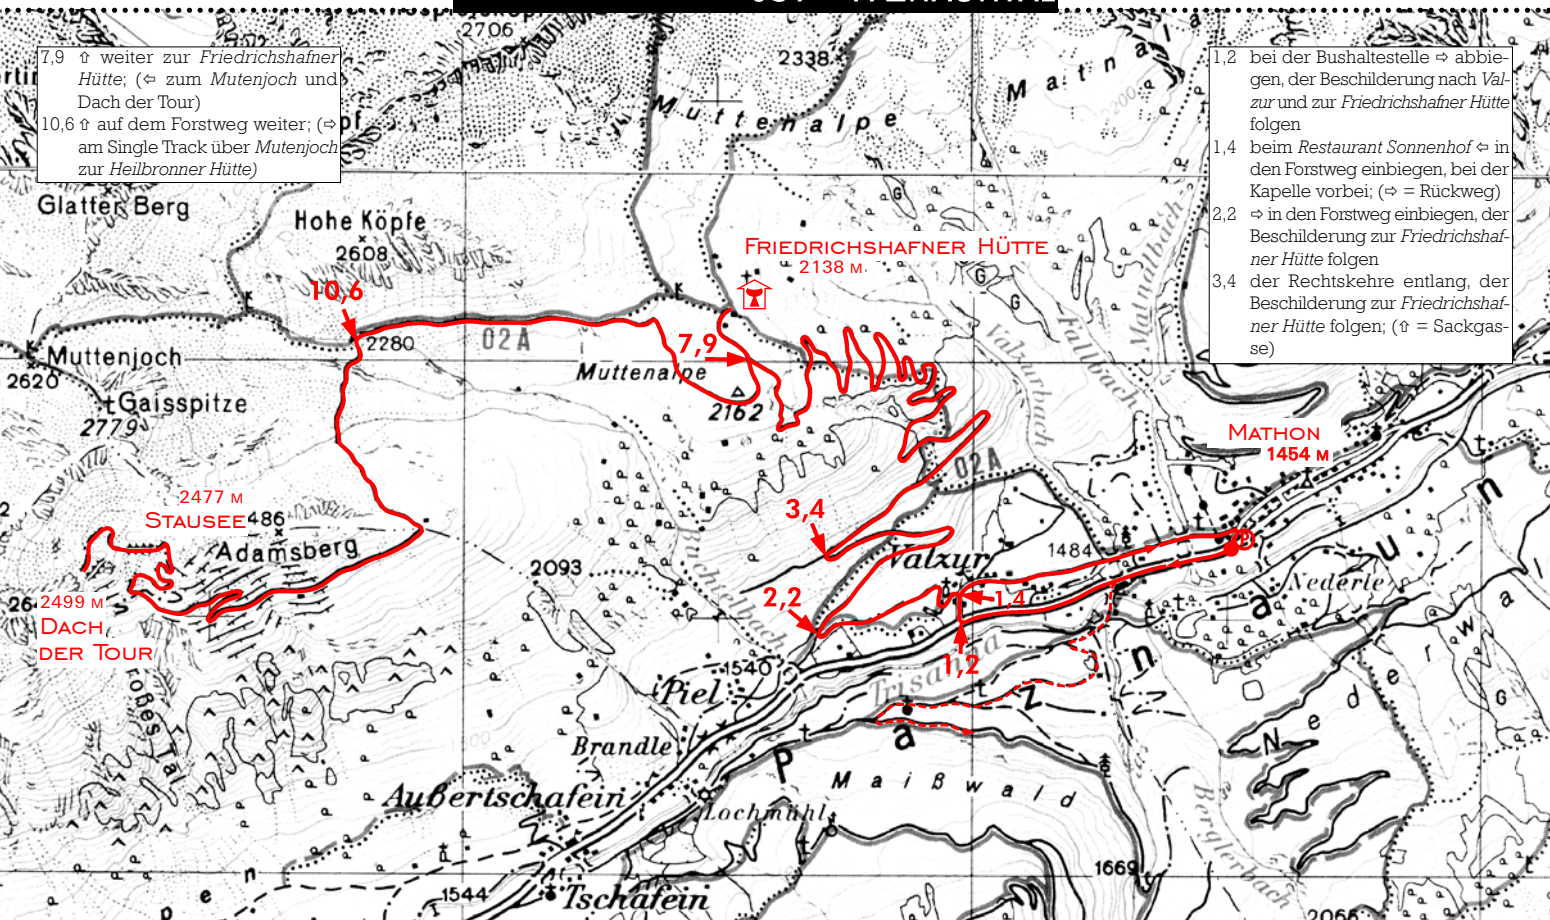 2706
2338
Matnal
Muttenalpe
7,9 ⇧ weiter zur Friedrichshafner
Hütte; (⇦ zum Mutenjoch und
Dach der Tour)
10,6 ⇧ auf dem Forstweg weiter; (⇨
am Single Track über Mutenjoch
zur Heilbronner Hütte)
1,2 bei der Bushaltestelle ⇨ abbie-
gen, der Beschilderung nach Val-
zur und zur Friedrichshafner Hütte
folgen
1,4 beim Restaurant Sonnenhof ⇦ in
den Forstweg einbiegen, bei der
Kapelle vorbei; (⇨ = Rückweg)
2,2 ⇨ in den Forstweg einbiegen, der
Beschilderung zur Friedrichshaf-
ner Hütte folgen
3,4 der Rechtskehre entlang, der
Beschilderung zur Friedrichshaf-
ner Hütte folgen; (⇧ = Sackgas-
se)
Glatter Berg
Hohe Köpfe
2608
FRIEDRICHSHAFNER HÜTTE
2138 M
10,6
2280
02A
7,9
Muttenjoch
2620
Muttenalpe
2162
Gaisspitze
2779
Matnalbach
Fallbach
Valzurbach
MATHON
1454 M
02A
2477 M
STAUSEE
486
Adamsberg
3,4
Valzur
1484
P
2093
Nederle
2499 M
DACH
DER TOUR
2,2
1,4
1,2
Buchelbach
1540
Trisanna
Piel
Brandle
Paznaun
Maißwald
Außertschafein
Lochmühl
Nederwa
Berglerbach
1669
1544
Tschafein
2066